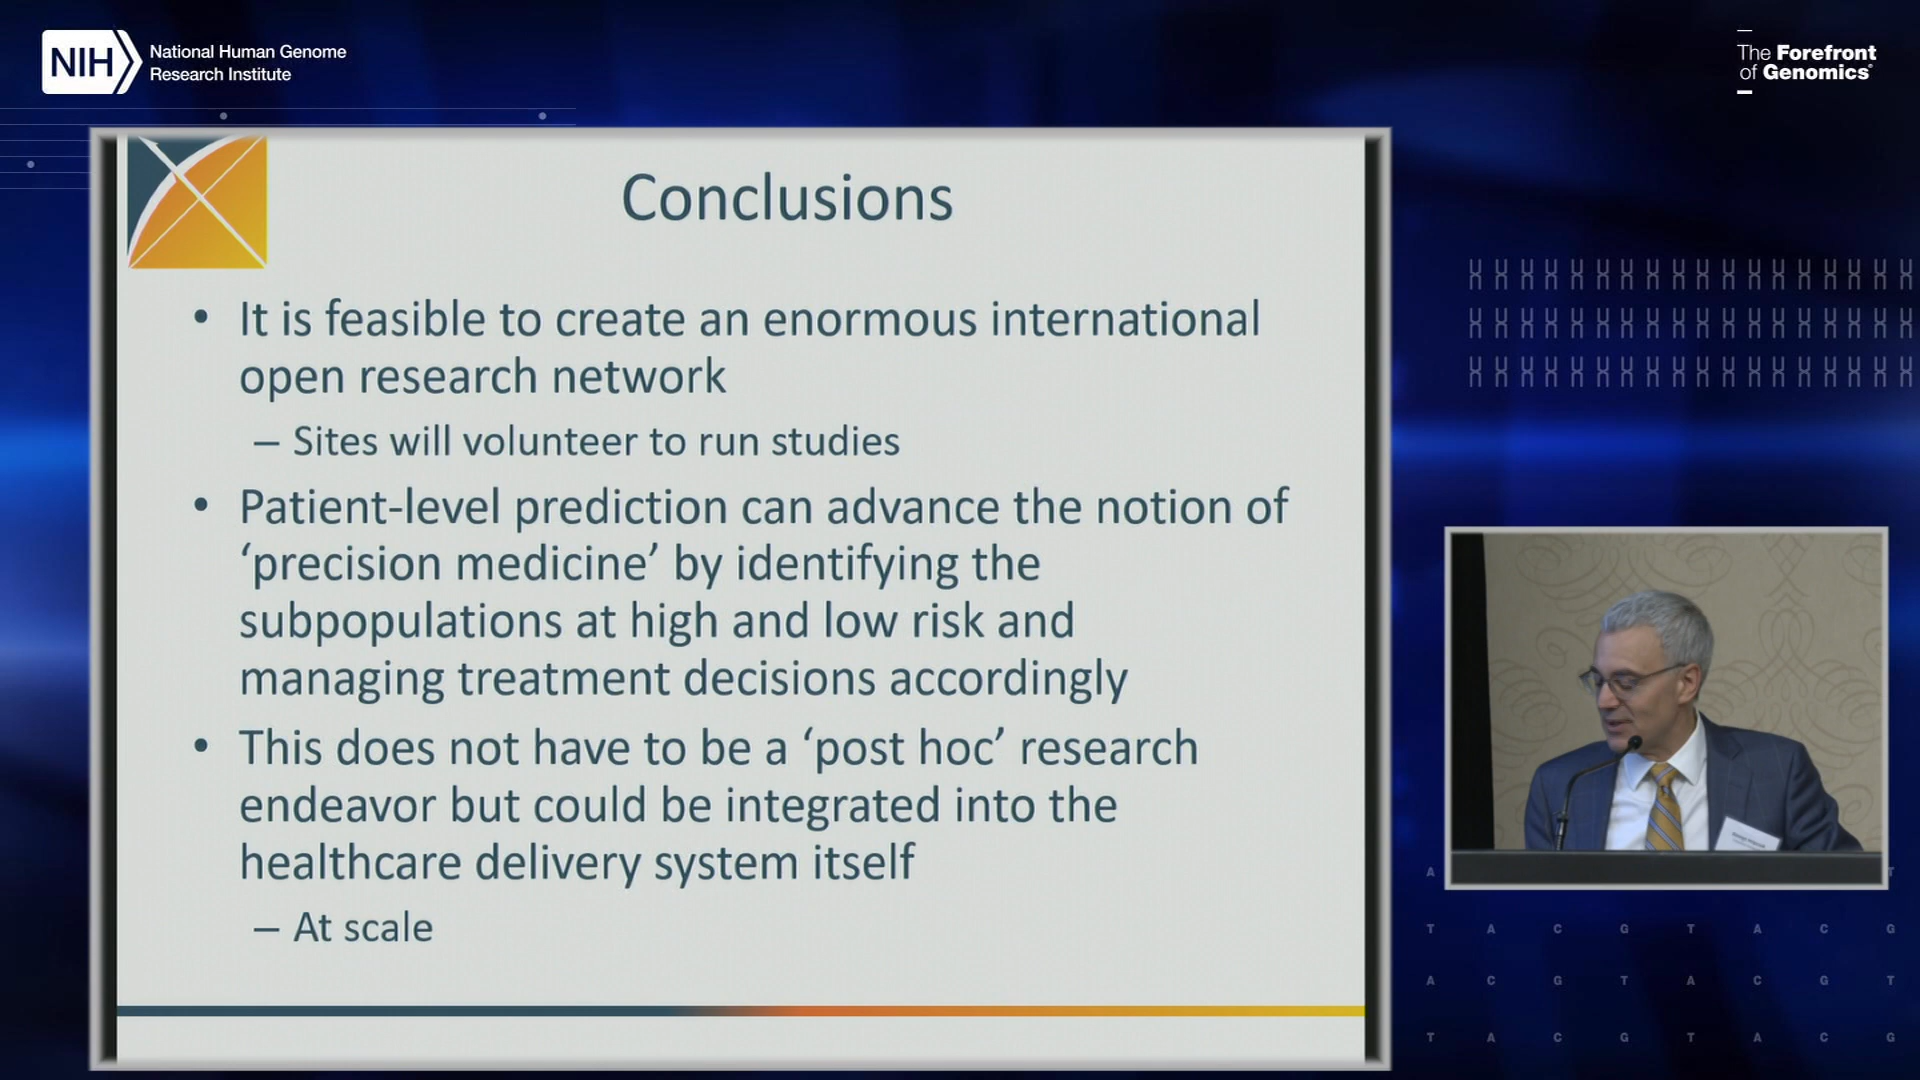 NIH
National Human Genome
Research Institute
The Forefront
of Genomics®
Conclusions
• It is feasible to create an enormous international
open research network
– Sites will volunteer to run studies
• Patient-level prediction can advance the notion of
‘precision medicine’ by identifying the
subpopulations at high and low risk and
managing treatment decisions accordingly
• This does not have to be a ‘post hoc’ research
endeavor but could be integrated into the
healthcare delivery system itself
– At scale
A T
T A C G T A C G
A C G T A C G T
T A C G T A C G